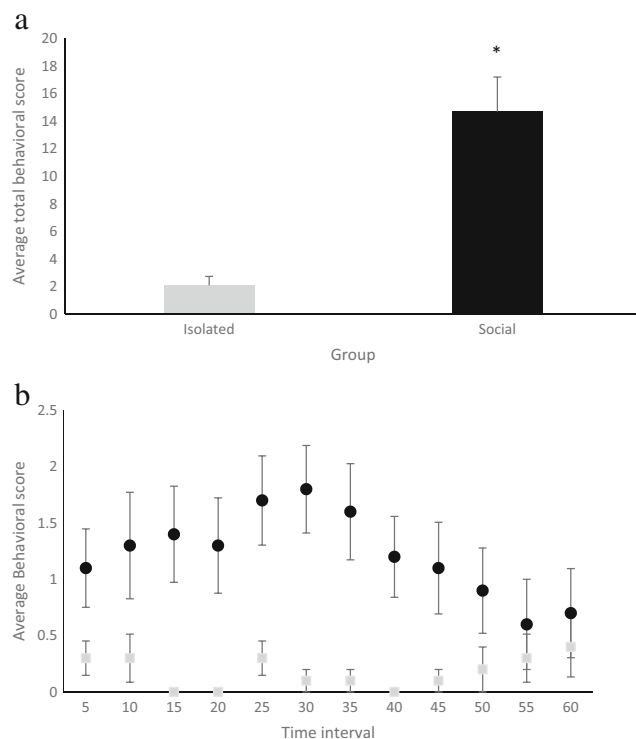 a
Average total behavioral score
20
18
16
14
12
10
8
6
4
2
0
*
Isolated
Social
Group
b
Average Behavioral score
2.5
2
1.5
1
0.5
0
5 10 15 20 25 30 35 40 45 50 55 60
Time interval